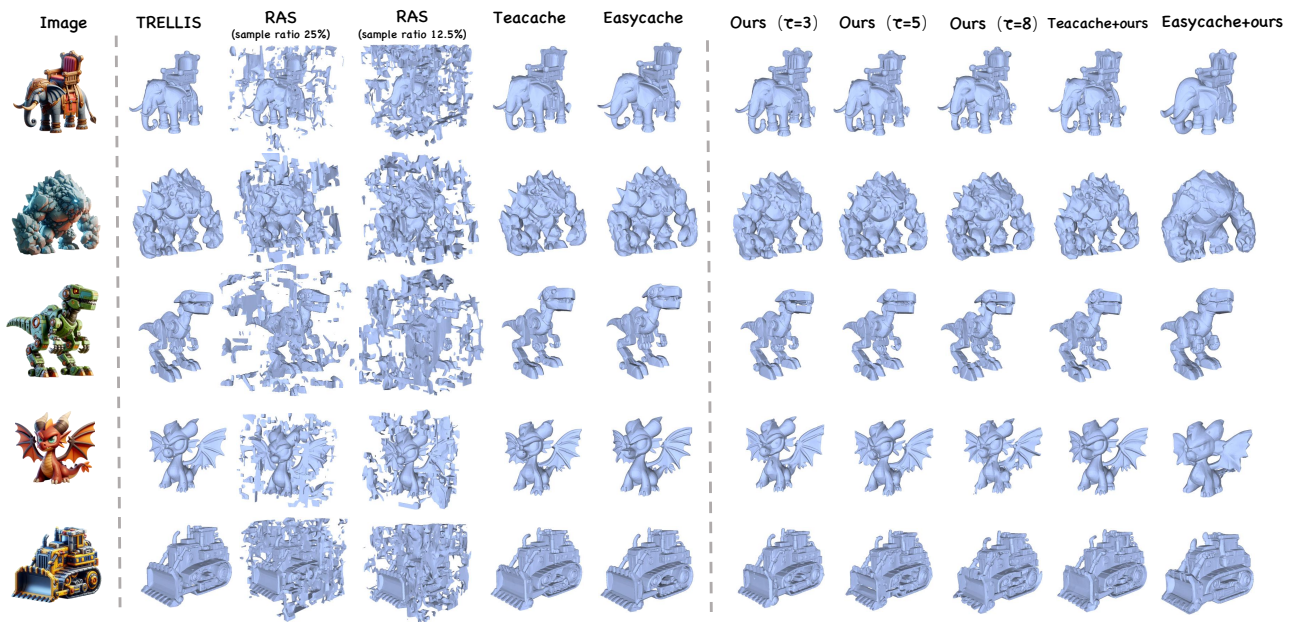 Image
TRELLIS
RAS
(sample ratio 25%)
RAS
(sample ratio 12.5%)
Teacache
Easycache
Ours (τ=3)
Ours (τ=5)
Ours (τ=8)
Teacache+ours
Easycache+ours